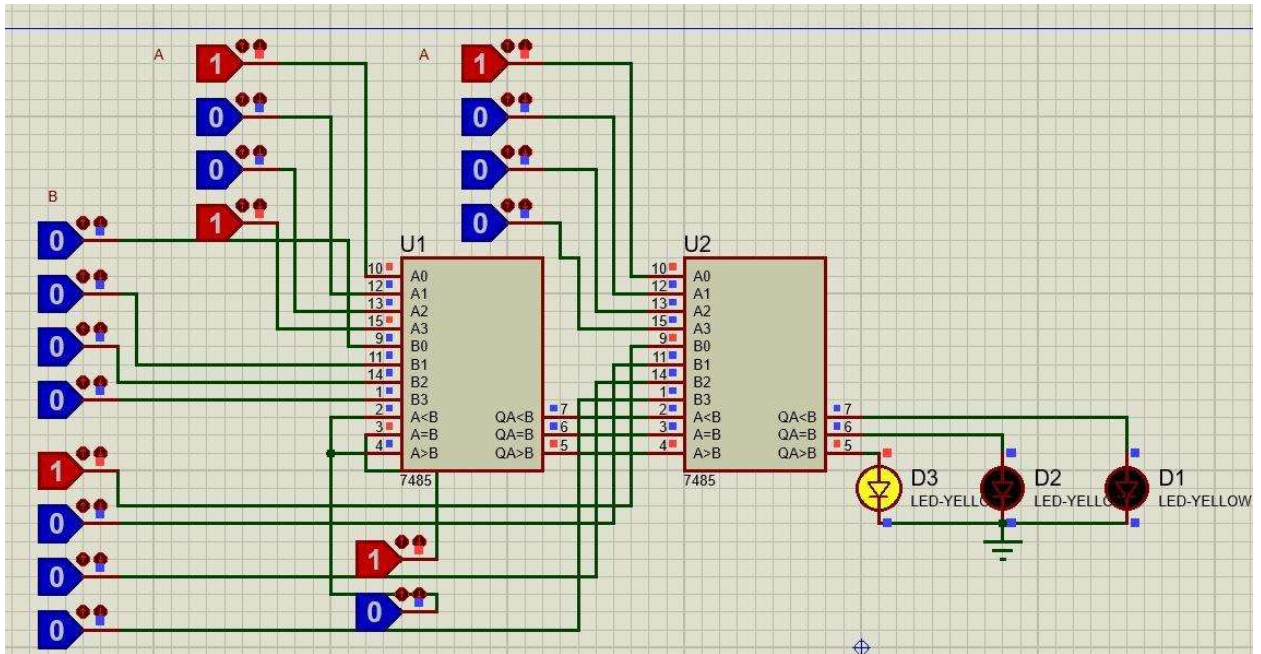 A
1
A
1
0
0
0
0
B
1
0
0
U1
U2
0
10
A0
10
A0
12
A1
12
A1
13
A2
13
A2
15
A3
15
A3
9
B0
9
B0
0
11
B1
11
B1
14
B2
14
B2
0
1
B3
1
B3
2
A<B
QA<B
7
2
A<B
QA<B
7
3
A=B
QA=B
6
3
A=B
QA=B
6
4
A>B
QA>B
5
4
A>B
QA>B
5
1
7485
7485
D3
D2
D1
LED-YELLO
LED-YELLO
LED-YELLOW
0
1
0
0
0